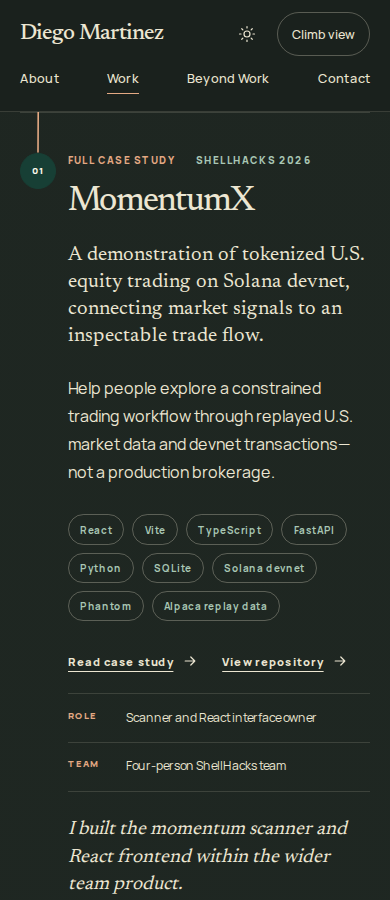 Diego Martinez
Climb view
About Work Beyond Work Contact
01
FULL CASE STUDY SHELLHACKS 2026
MomentumX
A demonstration of tokenized U.S.
equity trading on Solana devnet,
connecting market signals to an
inspectable trade flow.
Help people explore a constrained
trading workflow through replayed U.S.
market data and devnet transactions—
not a production brokerage.
React Vite TypeScript FastAPI
Python SQLite Solana devnet
Phantom Alpaca replay data
Read case study → View repository →
ROLE Scanner and React interface owner
TEAM Four-person ShellHacks team
I built the momentum scanner and
React frontend within the wider
team product.